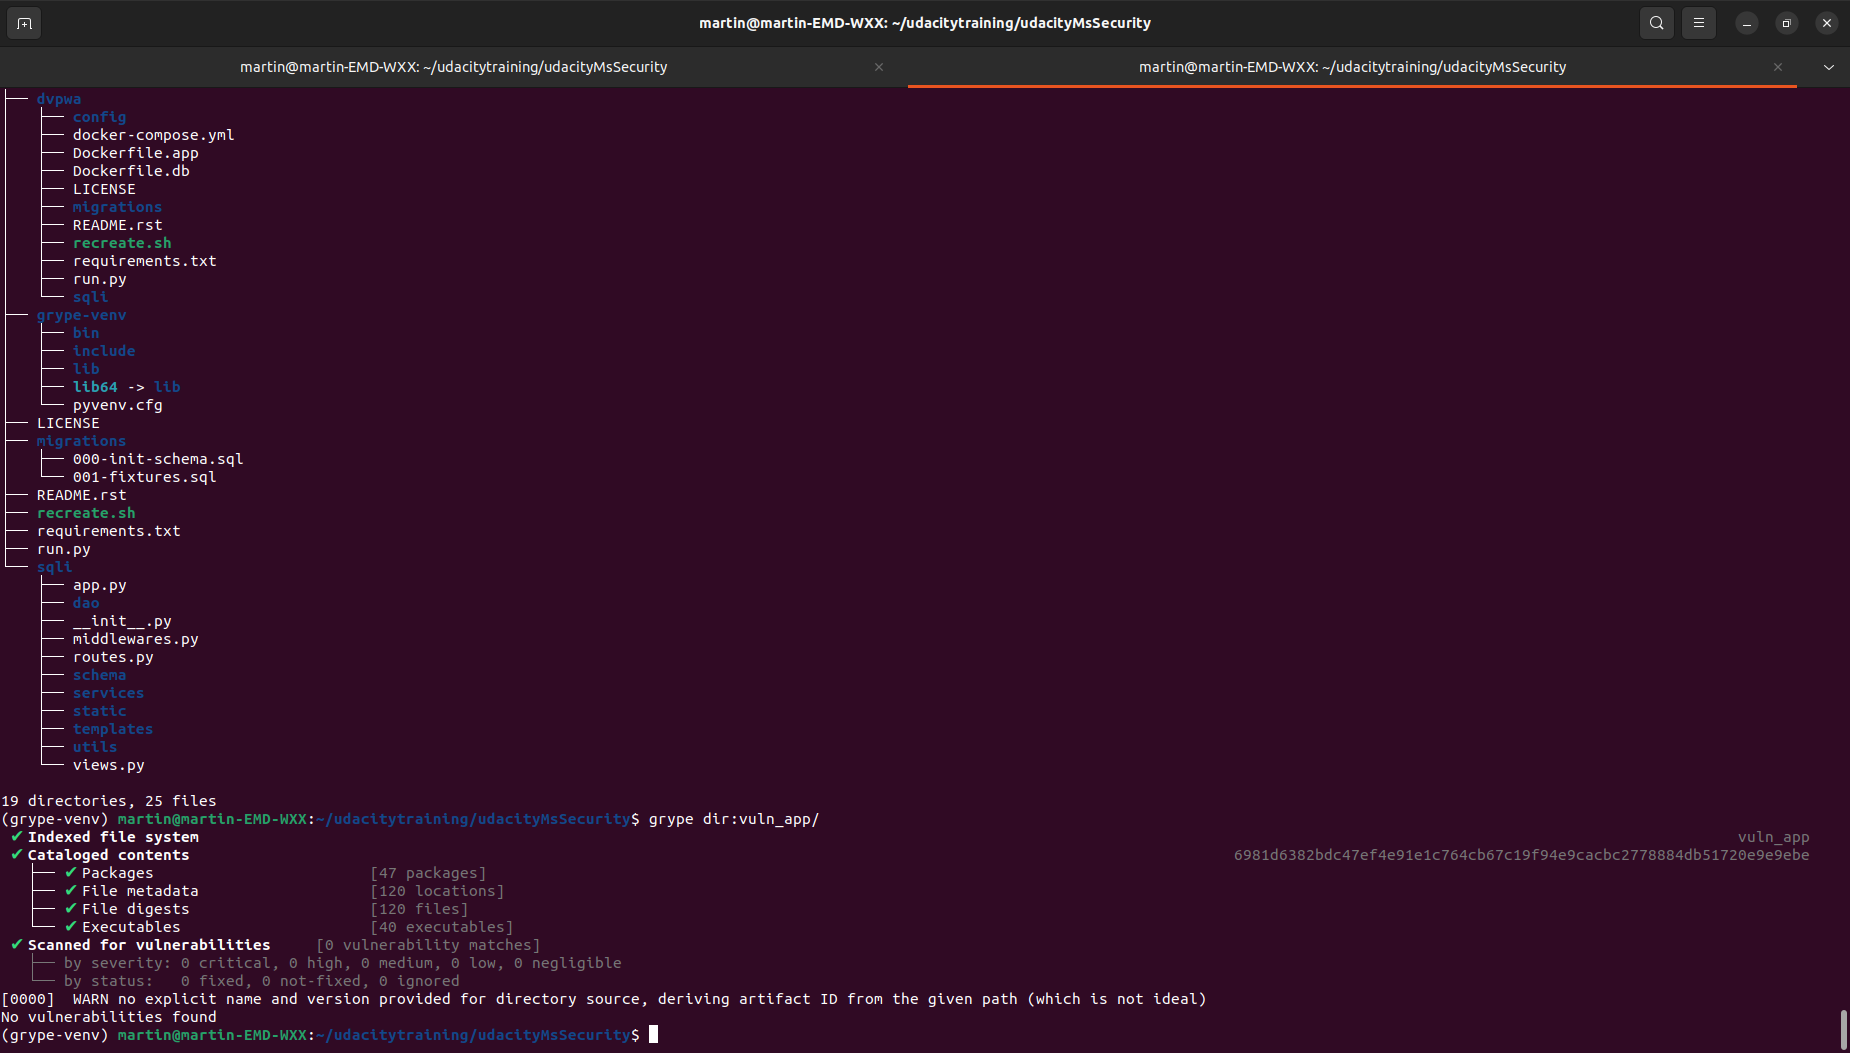 martin@martin-EMD-WXX: ~/udacitytraining/udacityMsSecurity
martin@martin-EMD-WXX: ~/udacitytraining/udacityMsSecurity
martin@martin-EMD-WXX: ~/udacitytraining/udacityMsSecurity
├── dvpwa
│   ├── config
│   ├── docker-compose.yml
│   ├── Dockerfile.app
│   ├── Dockerfile.db
│   ├── LICENSE
│   ├── migrations
│   ├── README.rst
│   ├── recreate.sh
│   ├── requirements.txt
│   ├── run.py
│   └── sqli
├── grype-venv
│   ├── bin
│   ├── include
│   ├── lib
│   ├── lib64 -> lib
│   └── pyvenv.cfg
├── LICENSE
├── migrations
│   ├── 000-init-schema.sql
│   └── 001-fixtures.sql
├── README.rst
├── recreate.sh
├── requirements.txt
├── run.py
└── sqli
    ├── app.py
    ├── dao
    ├── __init__.py
    ├── middlewares.py
    ├── routes.py
    ├── schema
    ├── services
    ├── static
    ├── templates
    ├── utils
    └── views.py
19 directories, 25 files
(grype-venv) martin@martin-EMD-WXX:~/udacitytraining/udacityMsSecurity$ grype dir:vuln_app/
✔ Indexed file system vuln_app
✔ Cataloged contents 6981d6382bdc47ef4e91e1c764cb67c19f94e9cacbc2778884db51720e9e9ebe
├── ✔ Packages [47 packages]
├── ✔ File metadata [120 locations]
├── ✔ File digests [120 files]
└── ✔ Executables [40 executables]
✔ Scanned for vulnerabilities [0 vulnerability matches]
├── by severity: 0 critical, 0 high, 0 medium, 0 low, 0 negligible
└── by status: 0 fixed, 0 not-fixed, 0 ignored
[0000] WARN no explicit name and version provided for directory source, deriving artifact ID from the given path (which is not ideal)
No vulnerabilities found
(grype-venv) martin@martin-EMD-WXX:~/udacitytraining/udacityMsSecurity$